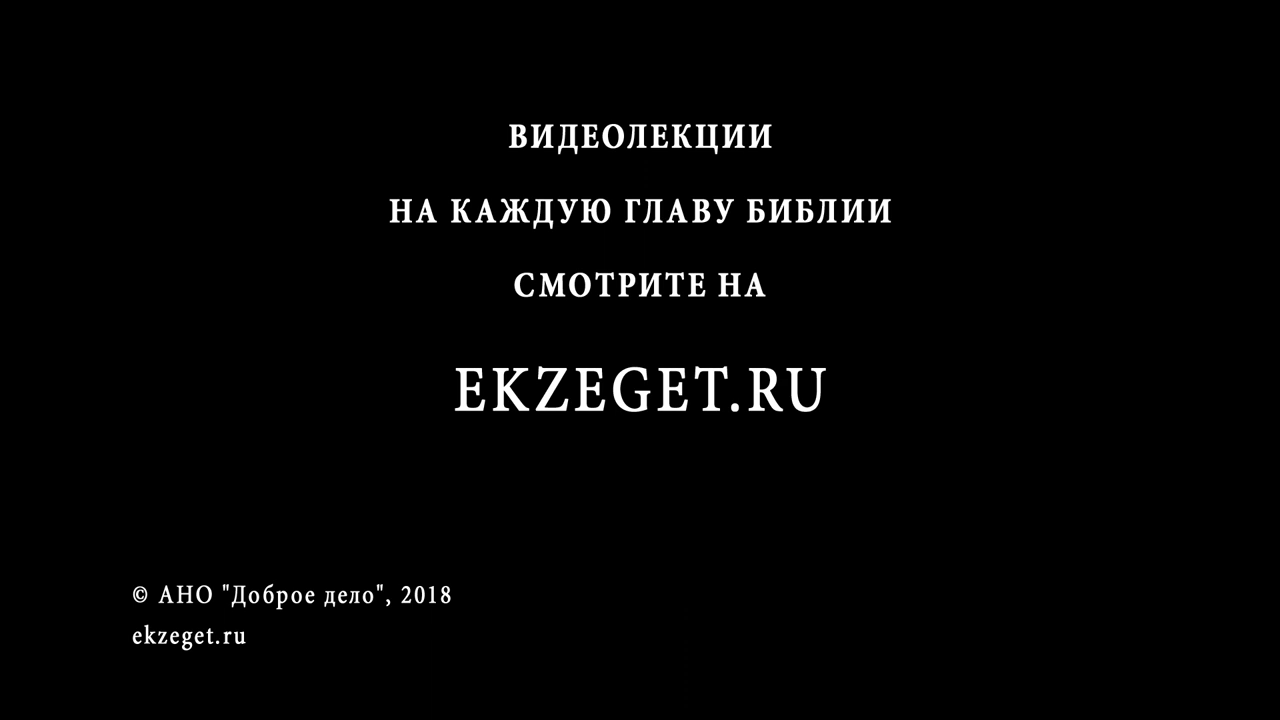 ВИДЕОЛЕКЦИИ
НА КАЖДУЮ ГЛАВУ БИБЛИИ
СМОТРИТЕ НА
EKZEGET.RU
© АНО "Доброе дело", 2018
ekzeget.ru